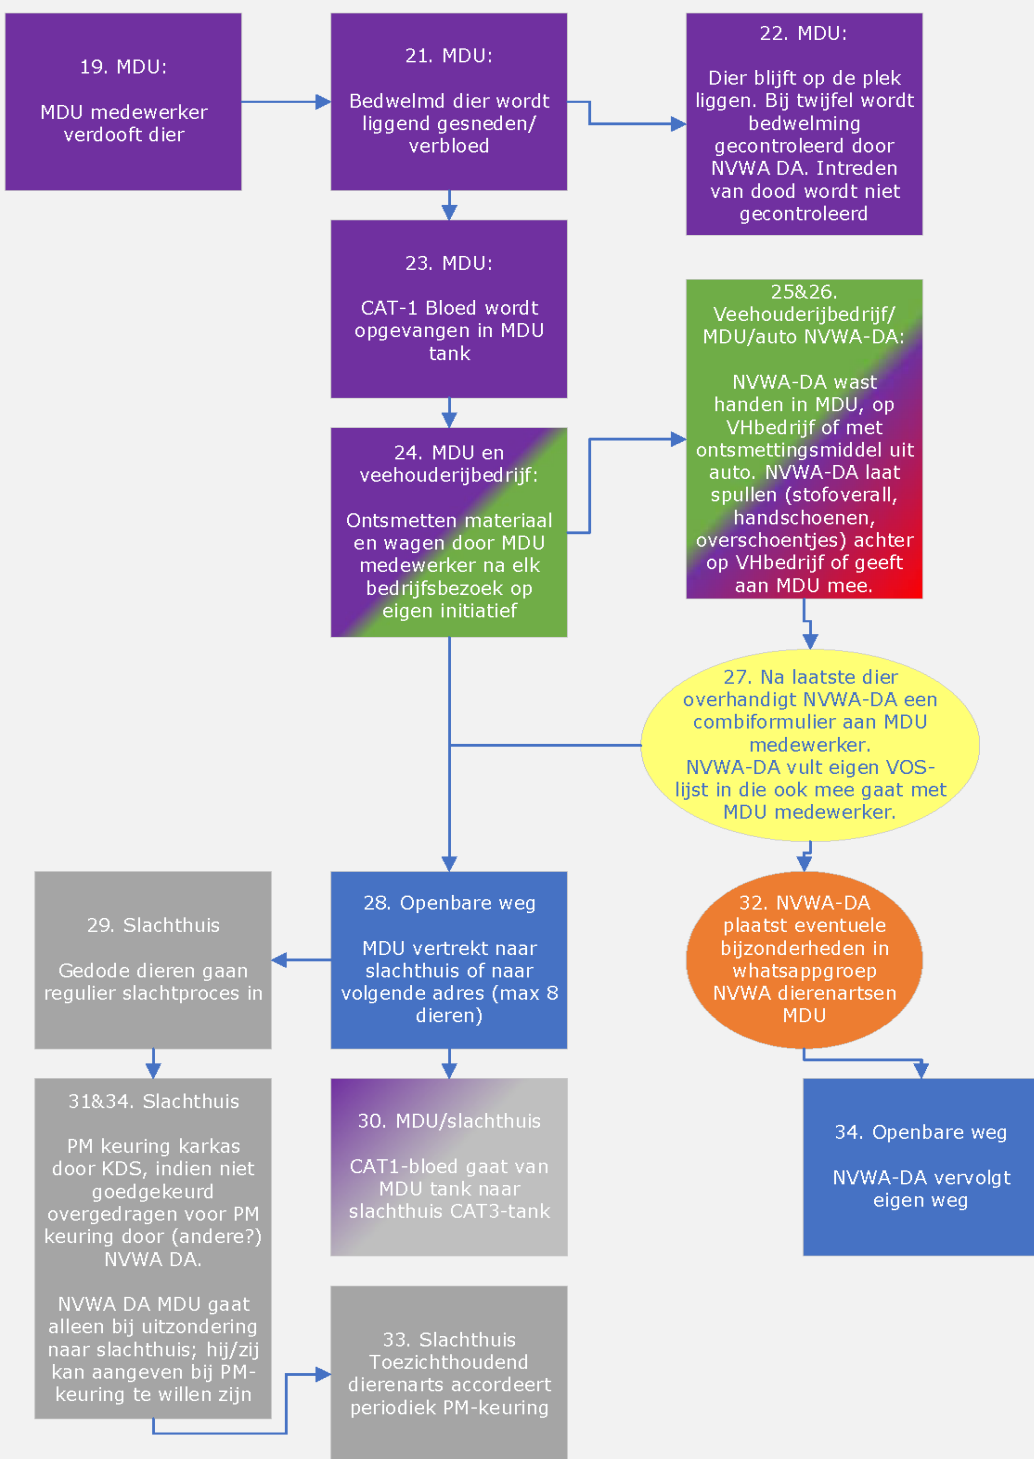 19. MDU:
MDU medewerker
verdooft dier
21. MDU:
Bedwelmd dier wordt
liggend gesneden/
verbloed
22. MDU:
Dier blijft op de plek
liggen. Bij twijfel wordt
bedwelming
gecontroleerd door
NVWA DA. Intreden
van dood wordt niet
gecontroleerd
23. MDU:
CAT-1 Bloed wordt
opgevangen in MDU
tank
24. MDU en
veehouderijbedrijf:
Ontsmetten materiaal
en wagen door MDU
medewerker na elk
bedrijfsbezoek op
eigen initiatief
25&26.
Veehouderijbedrijf/
MDU/auto NVWA-DA:
NVWA-DA wast
handen in MDU, op
VHbedrijf of met
ontsmettingsmiddel uit
auto. NVWA-DA laat
spullen (stofoverall,
handschoenen,
overschoentjes) achter
op VHbedrijf of geeft
aan MDU mee.
27. Na laatste dier
overhandigt NVWA-DA een
combiformulier aan MDU
medewerker.
NVWA-DA vult eigen VOS-
lijst in die ook mee gaat met
MDU medewerker.
28. Openbare weg
MDU vertrekt naar
slachthuis of naar
volgende adres (max 8
dieren)
29. Slachthuis
Gedode dieren gaan
regulier slachtproces in
32. NVWA-DA
plaatst eventuele
bijzonderheden in
whatsappgroep
NVWA dierenartsen
MDU
31&34. Slachthuis
PM keuring karkas
door KDS, indien niet
goedgekeurd
overgedragen voor PM
keuring door (andere?)
NVWA DA.
NVWA DA MDU gaat
alleen bij uitzondering
naar slachthuis; hij/zij
kan aangeven bij PM-
keuring te willen zijn
30. MDU/slachthuis
CAT1-bloed gaat van
MDU tank naar
slachthuis CAT3-tank
34. Openbare weg
NVWA-DA vervolgt
eigen weg
33. Slachthuis
Toezichthoudend
dierenarts accordeert
periodiek PM-keuring